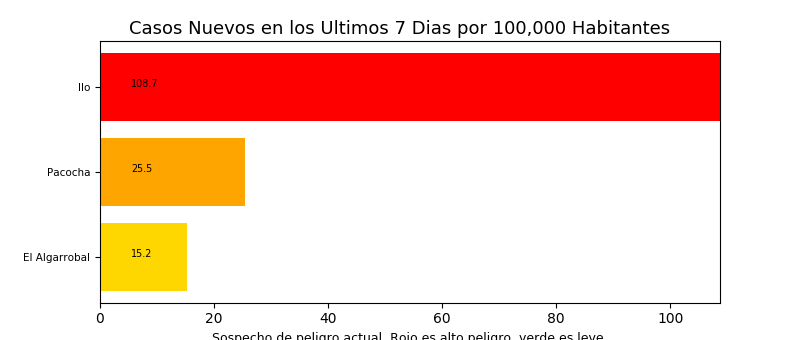 Casos Nuevos en los Ultimos 7 Dias por 100,000 Habitantes
Ilo
108.7
Pacocha
25.5
El Algarrobal
15.2
0 20 40 60 80 100
Sospecho de peligro actual. Rojo es alto peligro, verde es leve